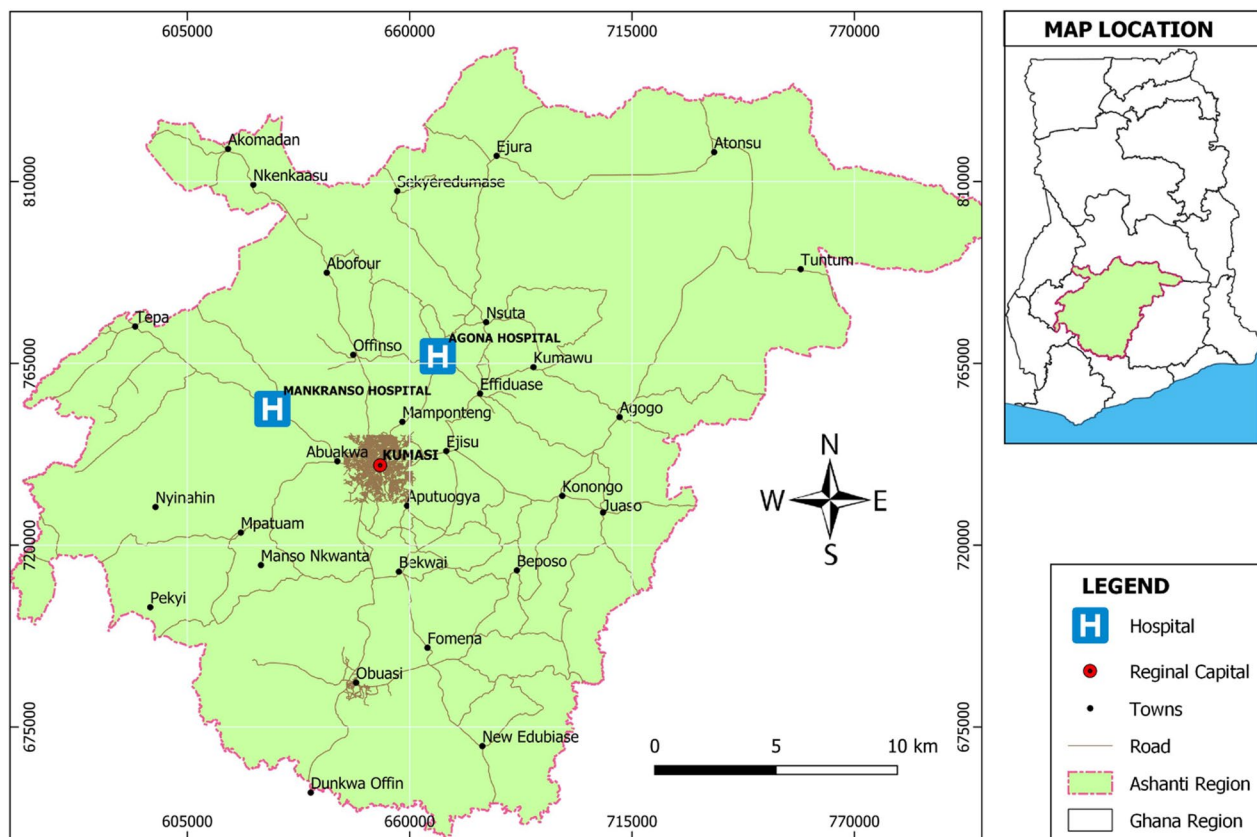 605000 660000 715000 770000
MAP LOCATION
Akomadan
Ejura
Atonsu
Nkenkaasu
Sekyeredumase
810000
810000
Abofour
Tuntum
Tepa
Nsuta
Offinso
AGONA HOSPITAL
H
Kumawu
765000
765000
MANKRANSO HOSPITAL
H
Effiduase
Mamponteng
Agogo
Abuakwa
KUMASI
Ejisu
N
W E
S
Nyinahin
Aputuogya
Konongo
Juaso
Mpatuam
720000
720000
Manso Nkwanta
Bekwai
Beposo
Pekyi
Fomena
Obuasi
675000
675000
New Edubiase
0 5 10 km
Dunkwa Offin
605000 660000 715000 770000
LEGEND
H Hospital
Reginal Capital
Towns
Road
Ashanti Region
Ghana Region